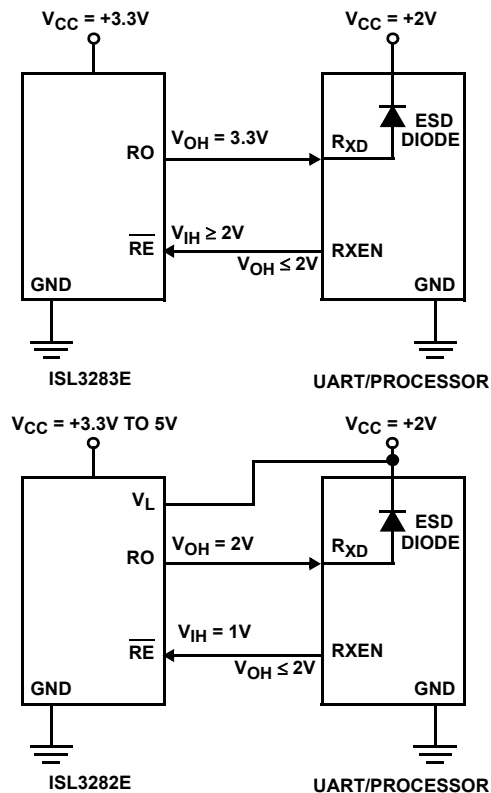 VCC = +3.3V
VCC = +2V
ESD
DIODE
RO
VOH = 3.3V
RXD
RE
VIH ≥ 2V
VOH ≤ 2V
RXEN
GND
GND
ISL3283E
UART/PROCESSOR
VCC = +3.3V TO 5V
VCC = +2V
VL
ESD
DIODE
RO
VOH = 2V
RXD
RE
VIH = 1V
VOH ≤ 2V
RXEN
GND
GND
ISL3282E
UART/PROCESSOR